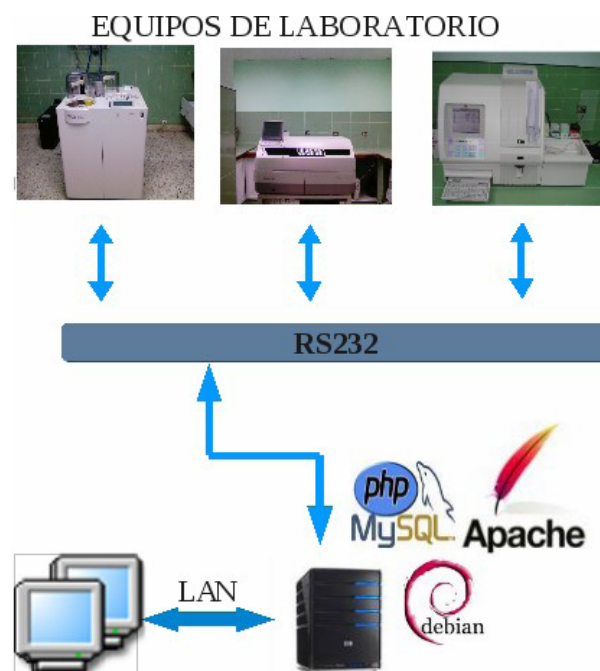 EQUIPOS DE LABORATORIO
RS232
php
MySQL
Apache
LAN
debian